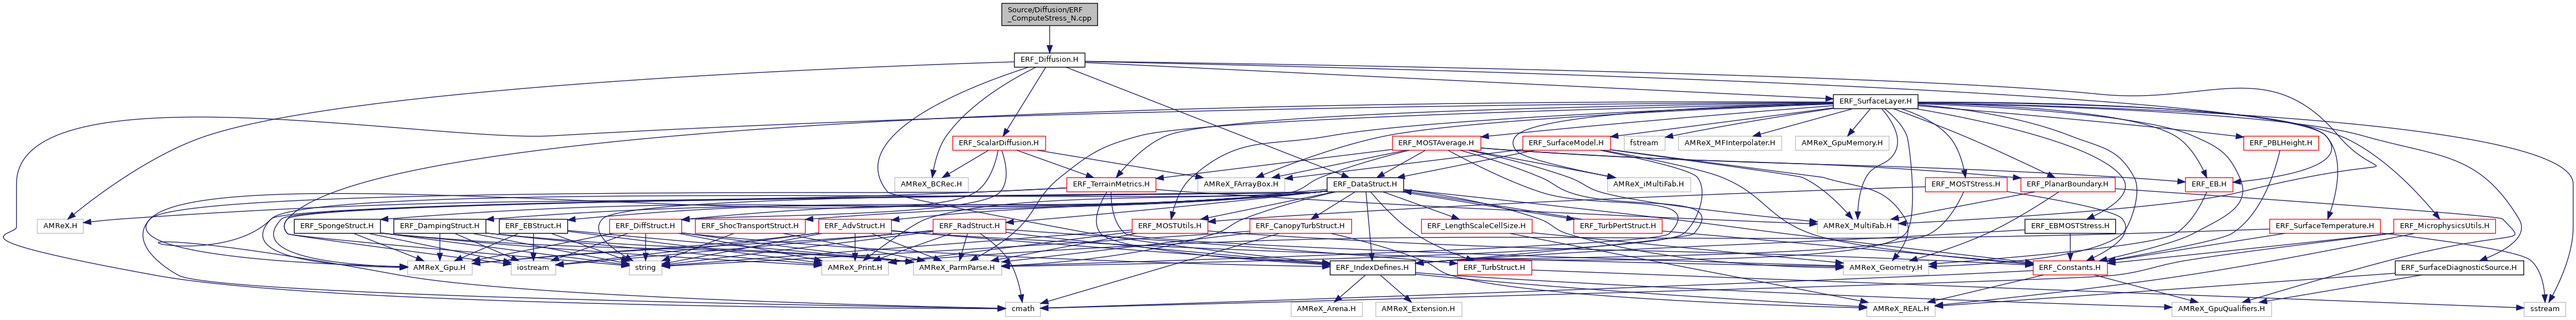 Source/Diffusion/ERF
_ComputeStress_N.cpp
ERF_Diffusion.H
ERF_SurfaceLayer.H
ERF_ScalarDiffusion.H
ERF_MOSTAverage.H
ERF_SurfaceModel.H
fstream
AMReX_MFInterpolater.H
AMReX_GpuMemory.H
ERF_PBLHeight.H
AMReX_BCRec.H
ERF_TerrainMetrics.H
AMReX_FArrayBox.H
ERF_DataStruct.H
AMReX_iMultiFab.H
ERF_MOSTStress.H
ERF_PlanarBoundary.H
ERF_EB.H
AMReX.H
ERF_SpongeStruct.H
ERF_DampingStruct.H
ERF_EBStruct.H
ERF_DiffStruct.H
ERF_ShocTransportStruct.H
ERF_AdvStruct.H
ERF_RadStruct.H
ERF_MOSTUtils.H
ERF_CanopyTurbStruct.H
ERF_LengthScaleCellSize.H
ERF_TurbPertStruct.H
AMReX_MultiFab.H
ERF_EBMOSTStress.H
ERF_SurfaceTemperature.H
ERF_MicrophysicsUtils.H
AMReX_Gpu.H
iostream
string
AMReX_Print.H
AMReX_ParmParse.H
ERF_IndexDefines.H
ERF_TurbStruct.H
AMReX_Geometry.H
ERF_Constants.H
ERF_SurfaceDiagnosticSource.H
cmath
AMReX_Arena.H
AMReX_Extension.H
AMReX_REAL.H
AMReX_GpuQualifiers.H
sstream